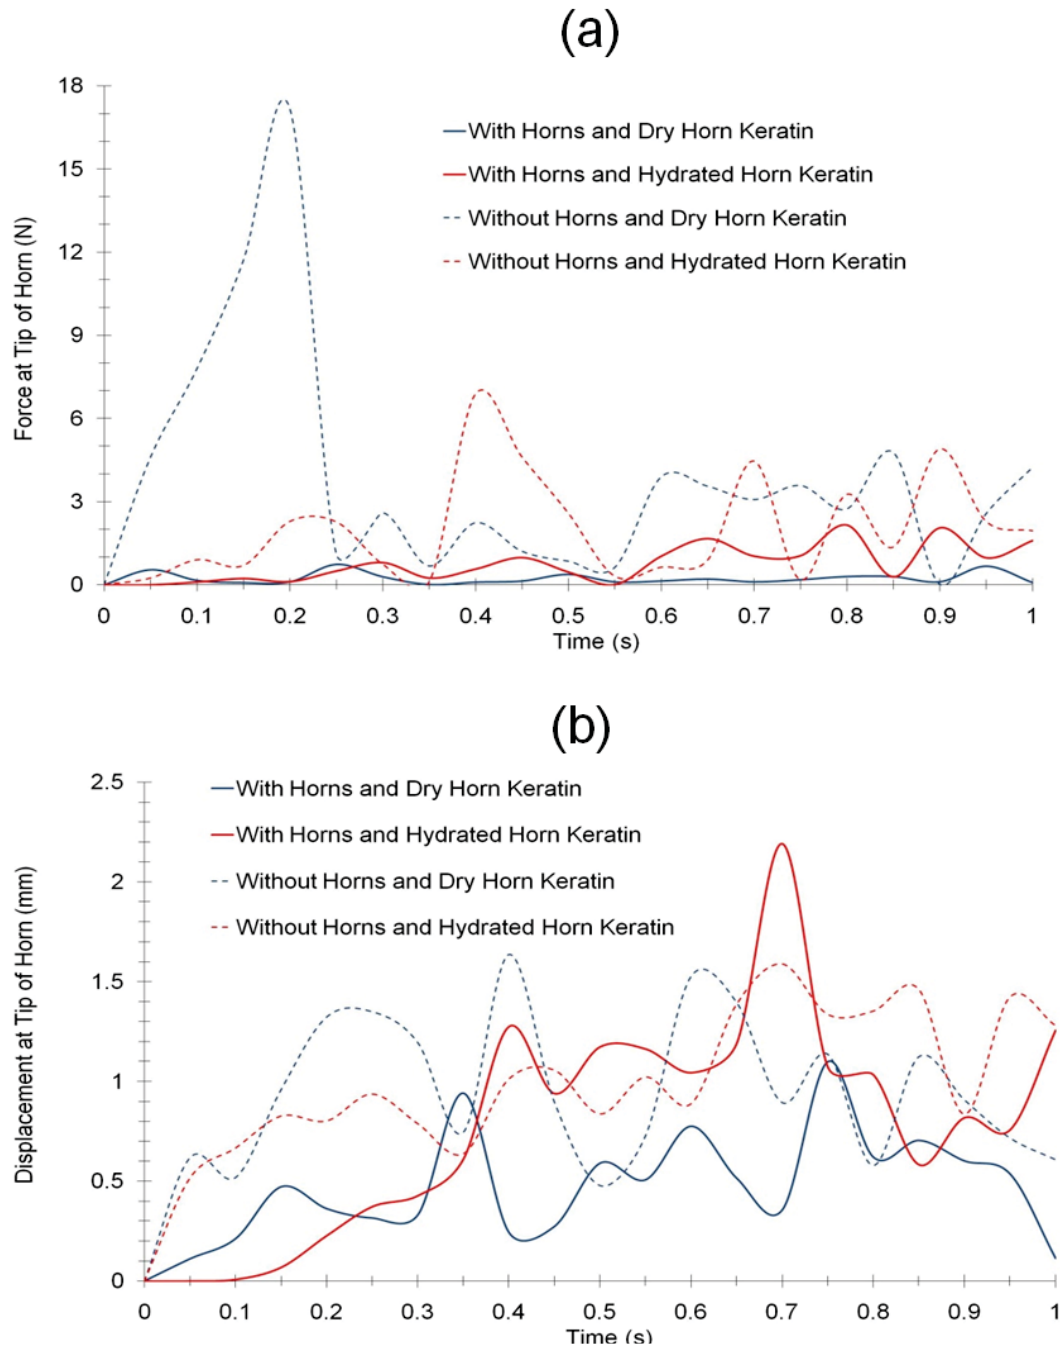 (a)
18
15
12
9
6
3
0
Force at Tip of Horn (N)
With Horns and Dry Horn Keratin
With Horns and Hydrated Horn Keratin
Without Horns and Dry Horn Keratin
Without Horns and Hydrated Horn Keratin
0 0.1 0.2 0.3 0.4 0.5 0.6 0.7 0.8 0.9 1
Time (s)
(b)
2.5
2
1.5
1
0.5
0
Displacement at Tip of Horn (mm)
With Horns and Dry Horn Keratin
With Horns and Hydrated Horn Keratin
Without Horns and Dry Horn Keratin
Without Horns and Hydrated Horn Keratin
0 0.1 0.2 0.3 0.4 0.5 0.6 0.7 0.8 0.9 1
Time (s)